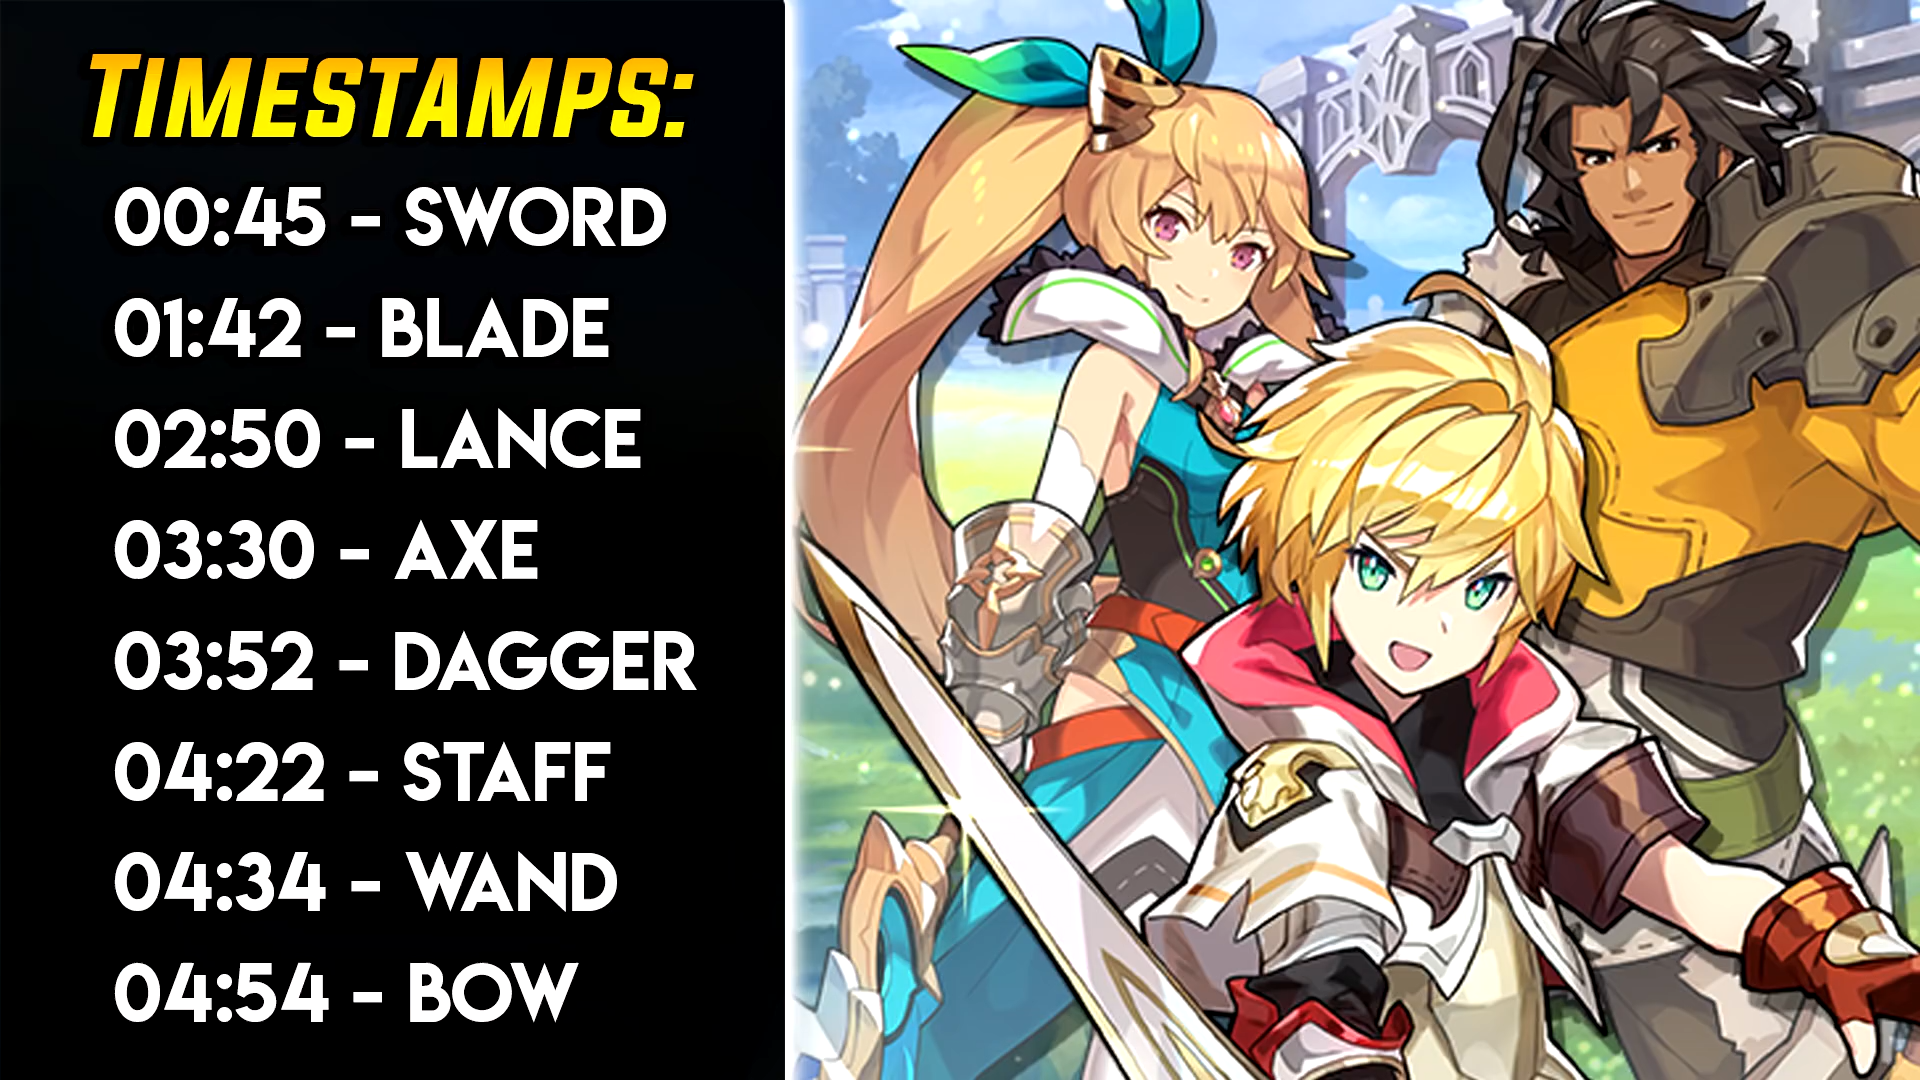 TIMESTAMPS:
00:45 - SWORD
01:42 - BLADE
02:50 - LANCE
03:30 - AXE
03:52 - DAGGER
04:22 - STAFF
04:34 - WAND
04:54 - BOW